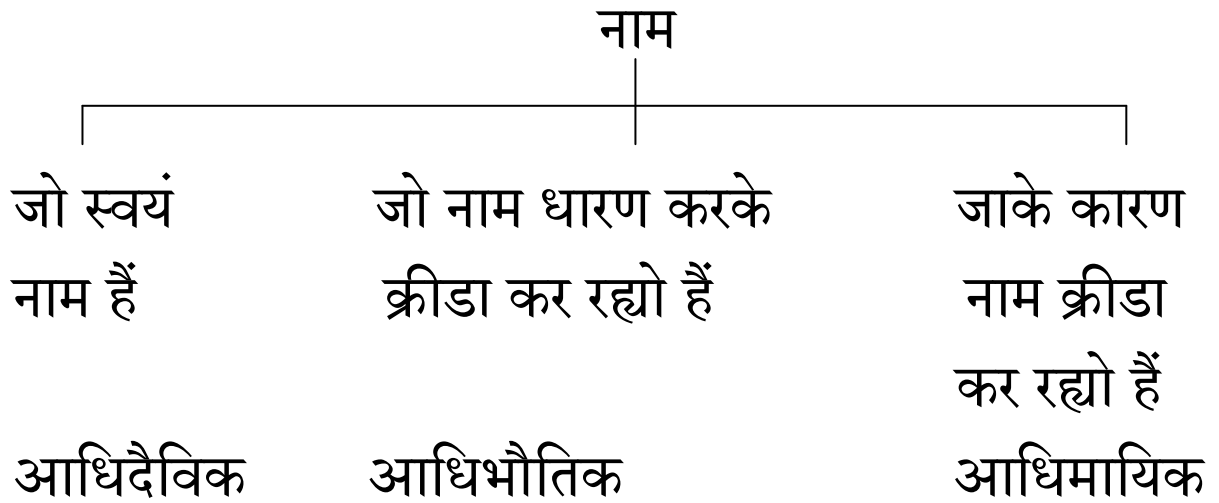 नाम
जो स्वयं
नाम हैं
आधिदैविक
जो नाम धारण करके
क्रीडा कर रह्यो हैं
आधिभौतिक
जाके कारण
नाम क्रीडा
कर रह्यो हैं
आधिमायिक